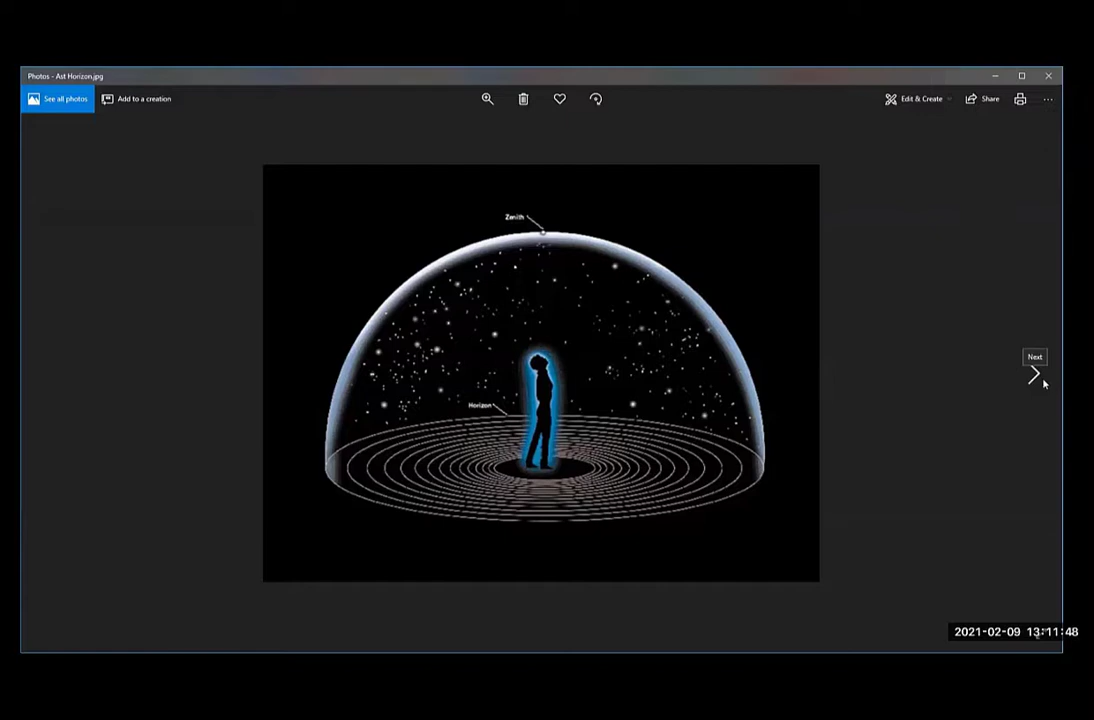 Photos - Ast Horizon.jpg
See all photos
Add to a creation
Edit & Create
Share
Zenith
Next
Horizon
2021-02-09 13:11:48